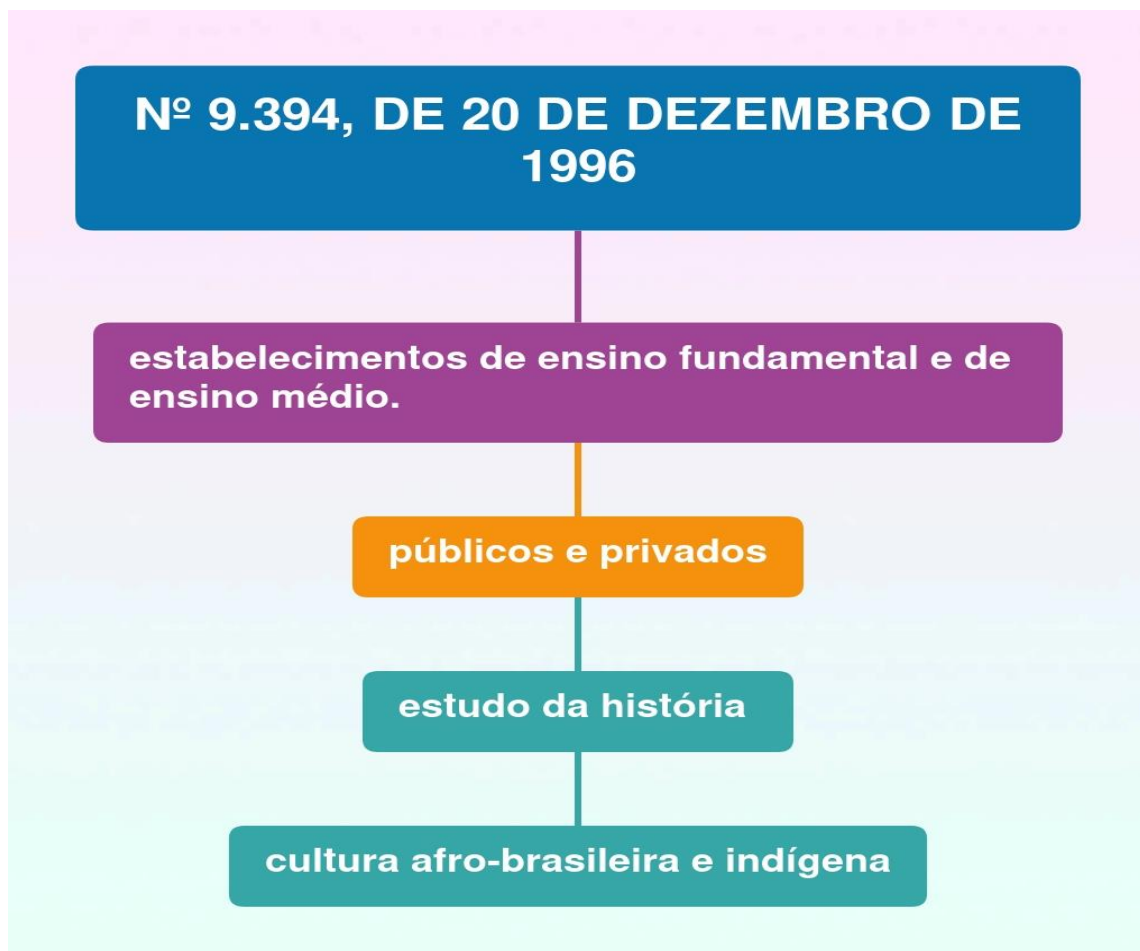 Nº 9.394, DE 20 DE DEZEMBRO DE
1996
estabelecimentos de ensino fundamental e de
ensino médio.
públicos e privados
estudo da história
cultura afro-brasileira e indígena